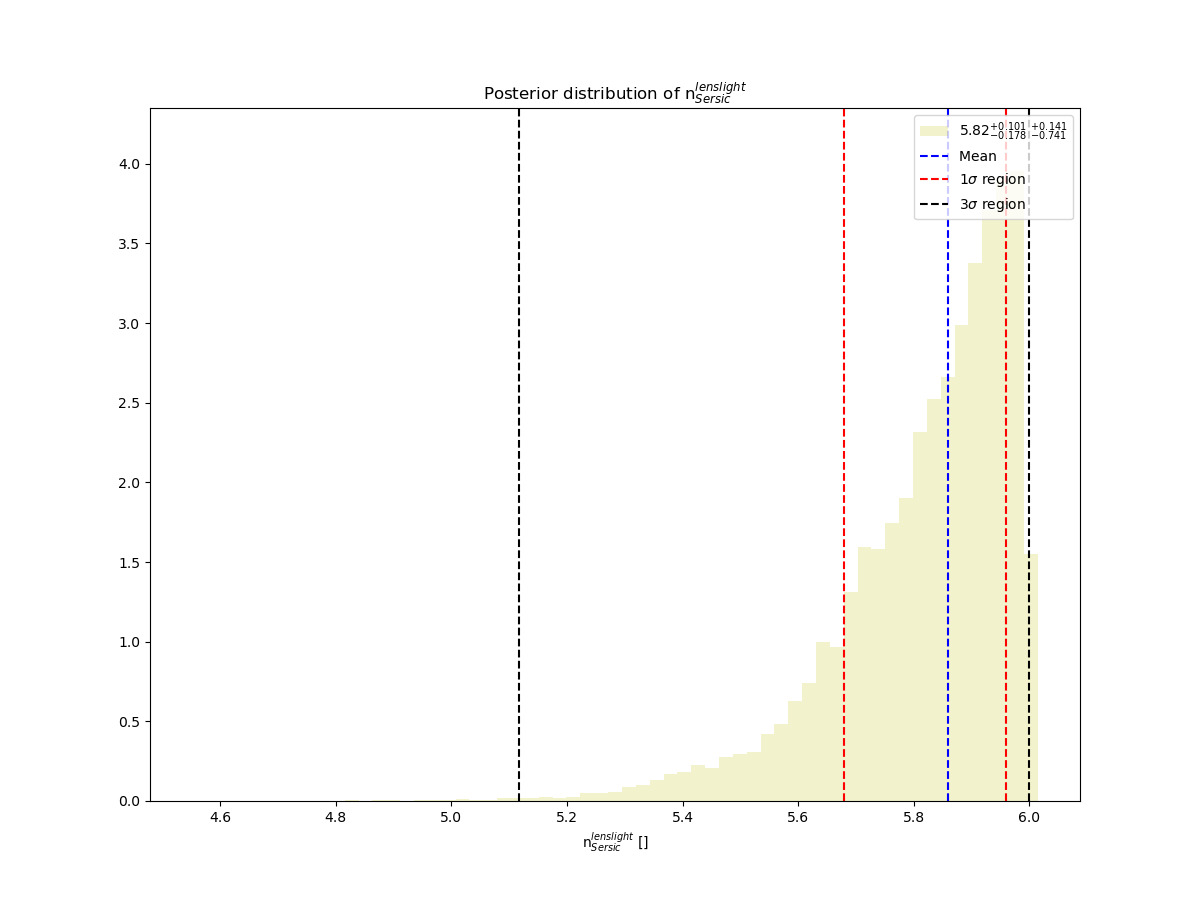 Posterior distribution of n^{lenslight}_{Sersic}
5.82^{+0.101}_{-0.178} ^{+0.141}_{-0.741}
Mean
1σ region
3σ region
4.0
3.5
3.0
2.5
2.0
1.5
1.0
0.5
0.0
4.6 4.8 5.0 5.2 5.4 5.6 5.8 6.0
n^{lenslight}_{Sersic} []